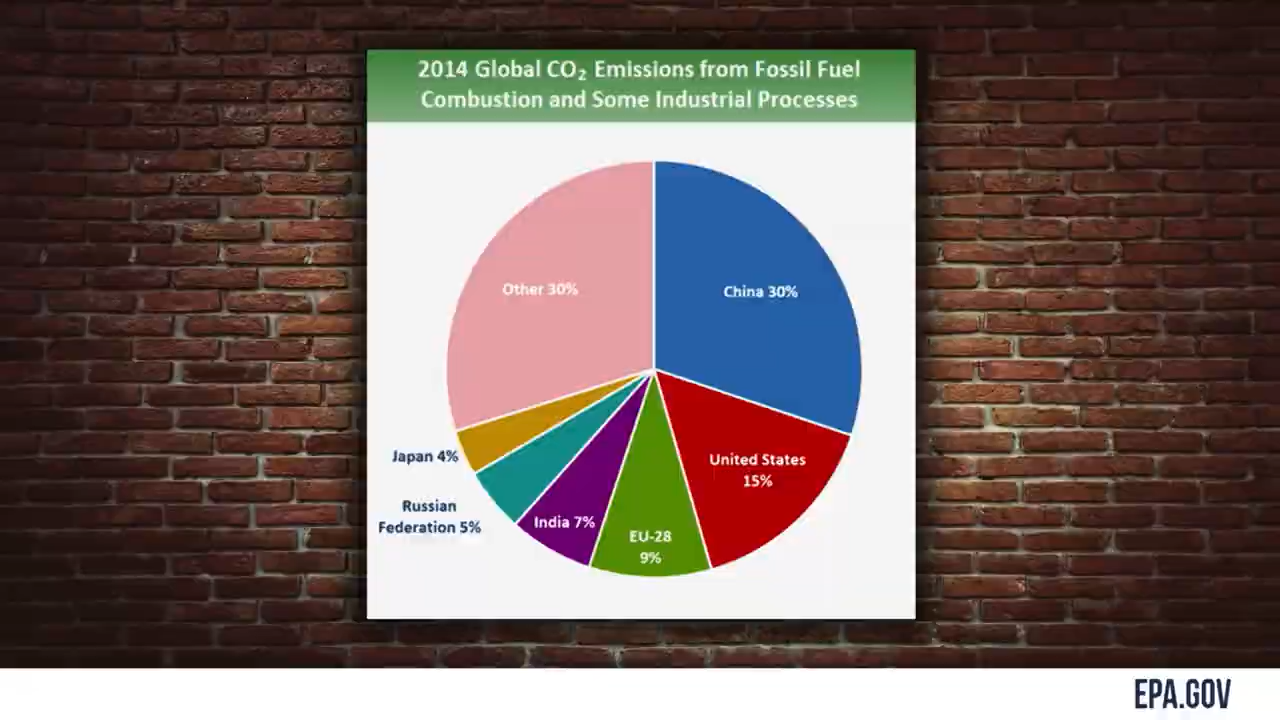 2014 Global CO₂ Emissions from Fossil Fuel
Combustion and Some Industrial Processes
Other 30%
China 30%
Japan 4%
United States
15%
Russian
Federation 5%
India 7%
EU-28
9%
EPA.GOV